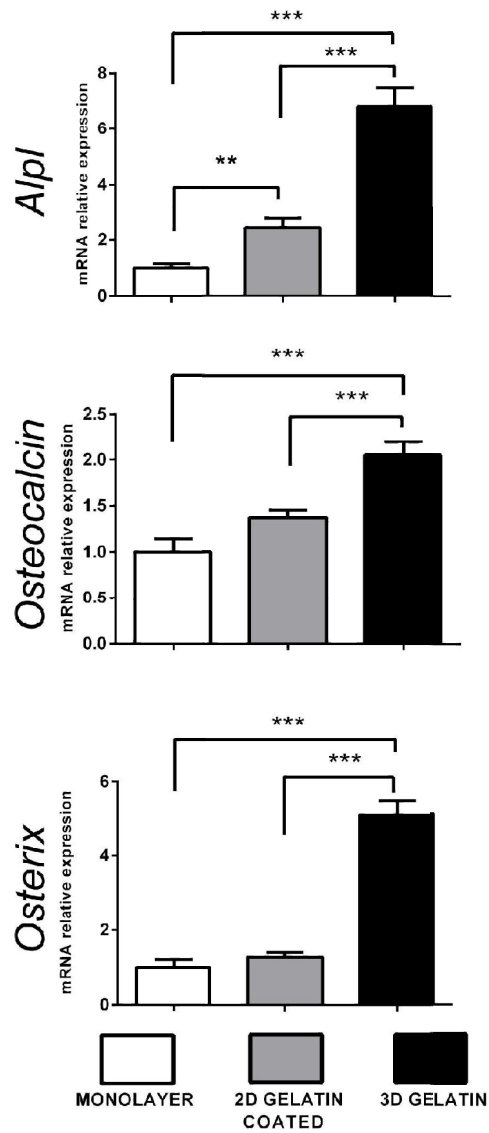 ***
***
**
Alpl
mRNA relative expression
8
6
4
2
0
***
***
Osteocalcin
mRNA relative expression
2.5
2.0
1.5
1.0
0.5
0.0
***
***
Osterix
mRNA relative expression
6
4
2
0
MONOLAYER
2D GELATIN
COATED
3D GELATIN